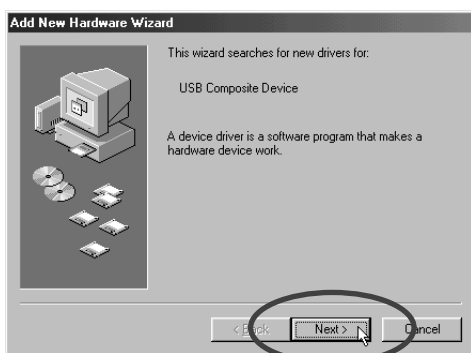 Add New Hardware Wizard
This wizard searches for new drivers for:
USB Composite Device
A device driver is a software program that makes a
hardware device work.
< Back
Next >
Cancel